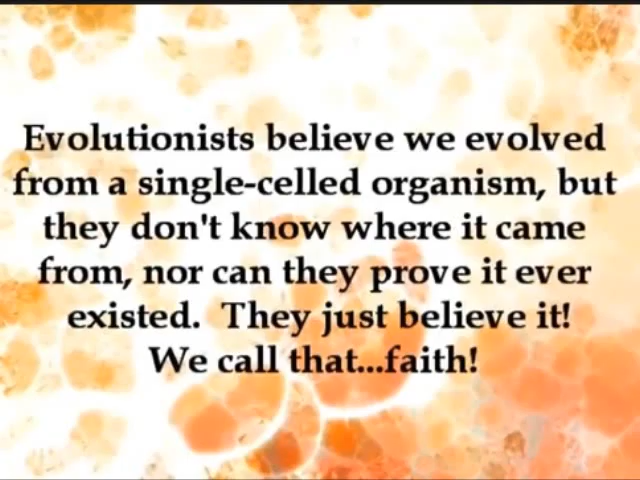 Evolutionists believe we evolved
from a single-celled organism, but
they don't know where it came
from, nor can they prove it ever
existed.  They just believe it!
We call that...faith!